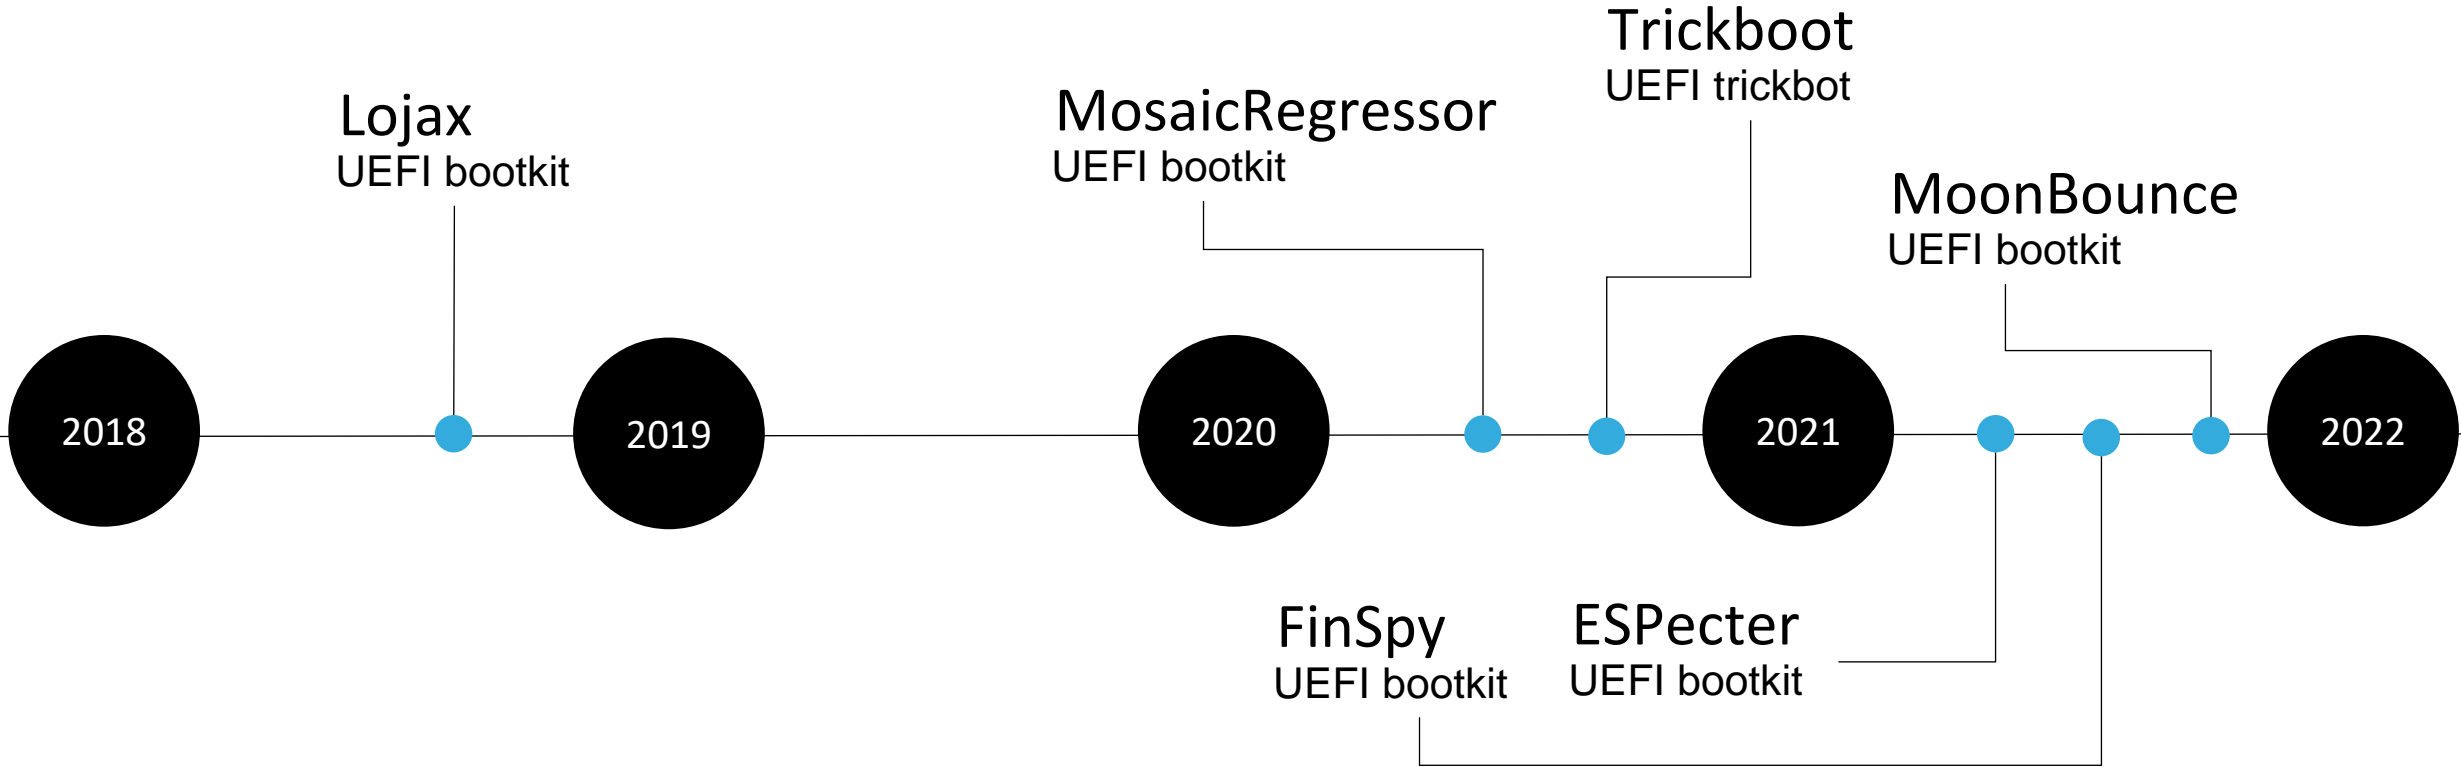 Trickboot
UEFI trickbot
Lojax
UEFI bootkit
MosaicRegressor
UEFI bootkit
MoonBounce
UEFI bootkit
2018
2019
2020
2021
2022
FinSpy
UEFI bootkit
ESPecter
UEFI bootkit